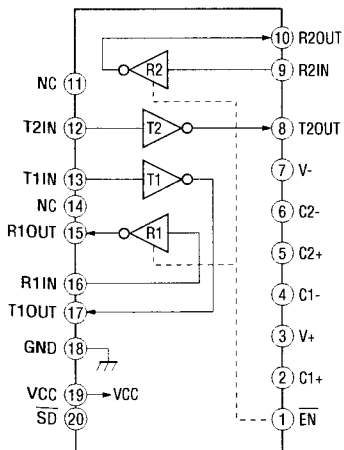 10 R2OUT
R2
9 R2IN
NC 11
T2IN 12
T2
8 T2OUT
T1IN 13
T1
7 V-
NC 14
6 C2-
R1OUT 15
R1
5 C2+
R1IN 16
4 C1-
T1OUT 17
3 V+
GND 18
2 C1+
VCC 19 VCC
SD 20
1 EN